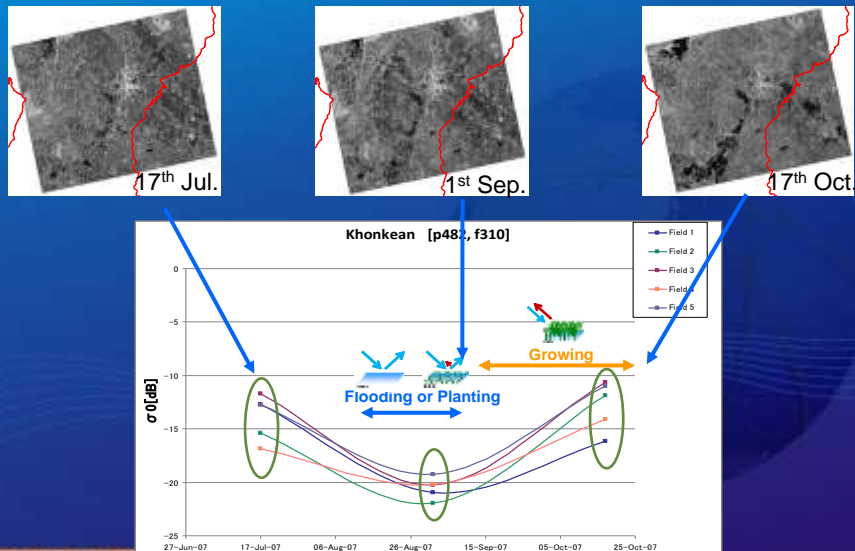 17th Jul.
1st Sep.
17th Oct.
Khonkean [p482, f310]
Field 1
Field 2
Field 3
Field
Field 5
0
-5
-10
-15
-20
-25
σ0[dB]
Growing
Flooding or Planting
27-Jun-07 17-Jul-07 06-Aug-07 26-Aug-07 15-Sep-07 05-Oct-07 25-Oct-07